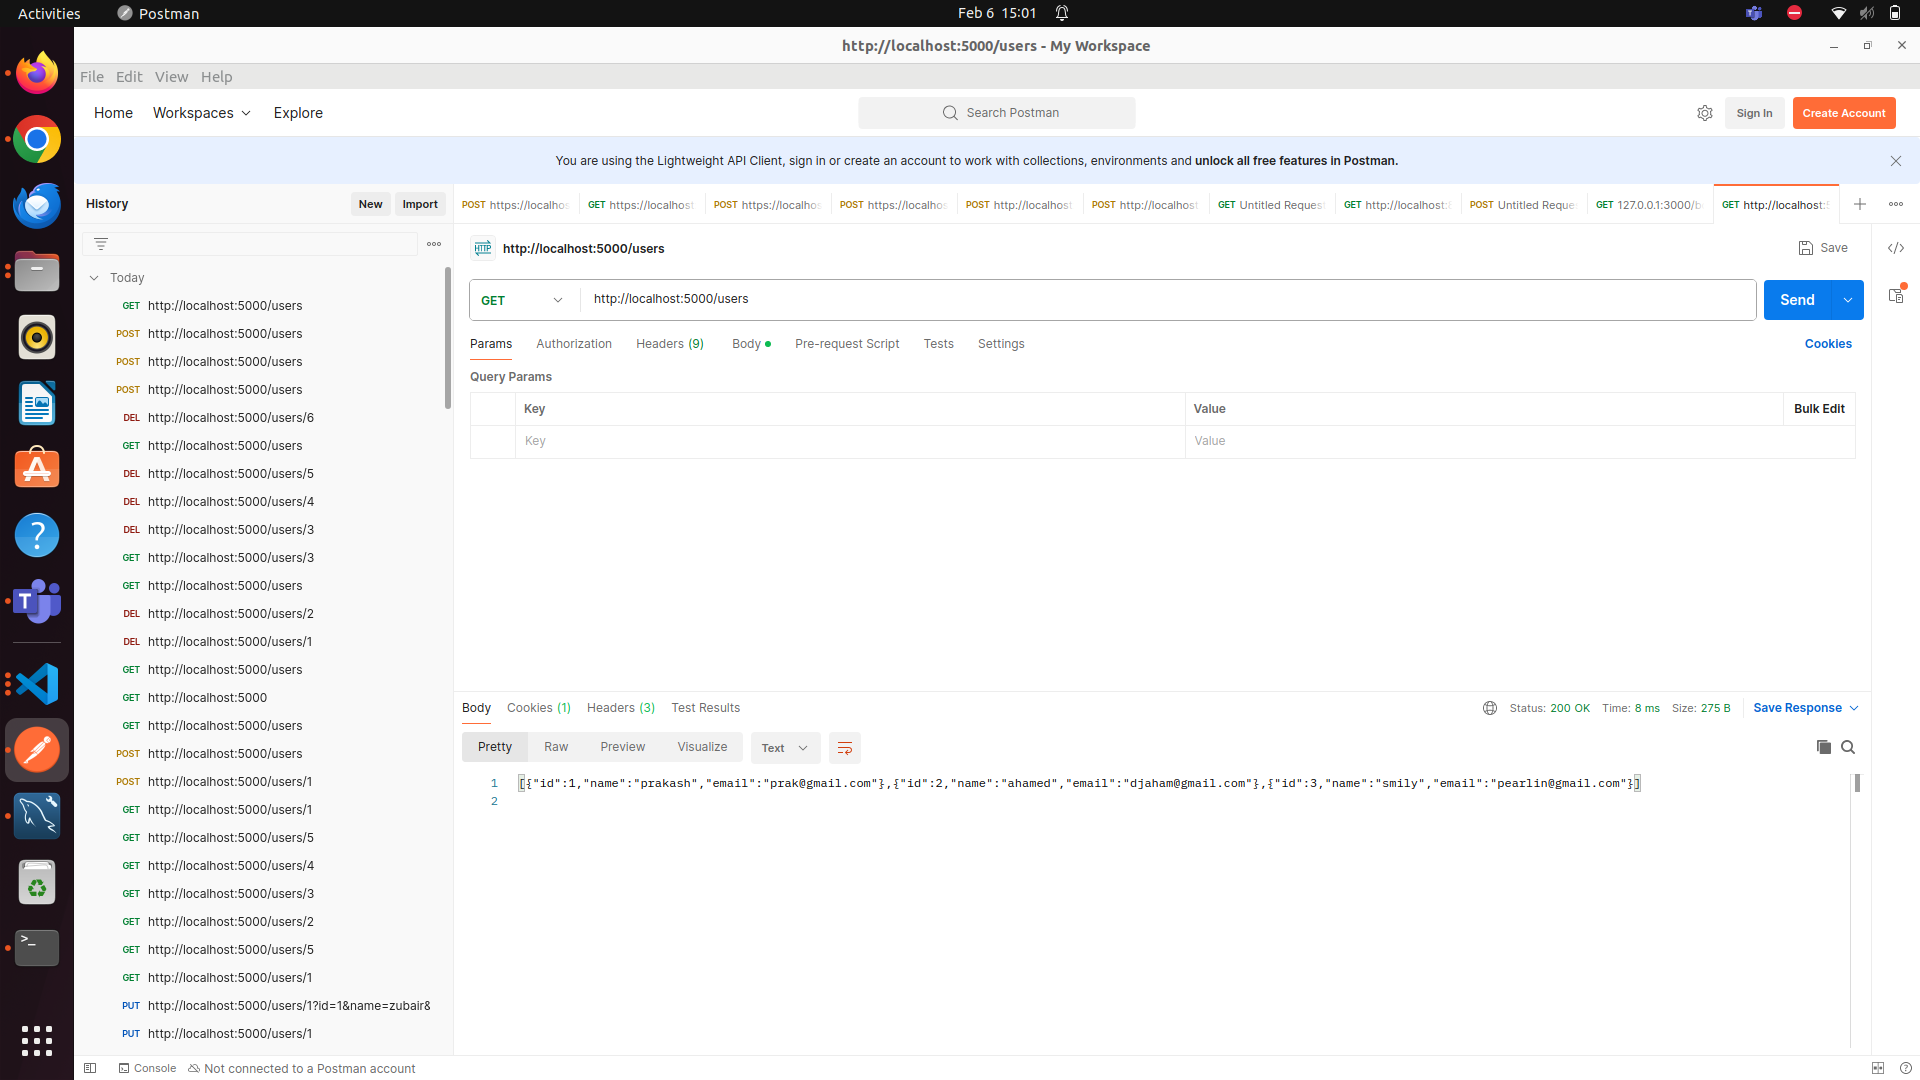 Activities
Postman
Feb 6 15:01
http://localhost:5000/users - My Workspace
File Edit View Help
Home Workspaces Explore
Search Postman
Sign In
Create Account
You are using the Lightweight API Client, sign in or create an account to work with collections, environments and unlock all free features in Postman.
History
New
Import
POST https://localhos
GET https://localhost
POST https://localhos
POST https://localhos
POST http://localhost
POST http://localhost
GET Untitled Reques
GET http://localhost:
POST Untitled Reque
GET 127.0.0.1:3000/b
GET http://localhost:
http://localhost:5000/users
Save
Today
GET http://localhost:5000/users
POST http://localhost:5000/users
POST http://localhost:5000/users
POST http://localhost:5000/users
DEL http://localhost:5000/users/6
GET http://localhost:5000/users
DEL http://localhost:5000/users/5
DEL http://localhost:5000/users/4
DEL http://localhost:5000/users/3
GET http://localhost:5000/users/3
GET http://localhost:5000/users
DEL http://localhost:5000/users/2
DEL http://localhost:5000/users/1
GET http://localhost:5000/users
GET http://localhost:5000
GET http://localhost:5000/users
POST http://localhost:5000/users
POST http://localhost:5000/users/1
GET http://localhost:5000/users/1
GET http://localhost:5000/users/5
GET http://localhost:5000/users/4
GET http://localhost:5000/users/3
GET http://localhost:5000/users/2
GET http://localhost:5000/users/5
GET http://localhost:5000/users/1
PUT http://localhost:5000/users/1?id=1&name=zubair&
PUT http://localhost:5000/users/1
GET
http://localhost:5000/users
Send
Params Authorization Headers (9) Body Pre-request Script Tests Settings
Cookies
Query Params
Key Value Bulk Edit
Key Value
Body Cookies (1) Headers (3) Test Results
Status: 200 OK Time: 8 ms Size: 275 B
Save Response
Pretty Raw Preview Visualize Text
1 [{"id":1,"name":"prakash","email":"prak@gmail.com"},{"id":2,"name":"ahamed","email":"djaham@gmail.com"},{"id":3,"name":"smily","email":"pearlin@gmail.com"}]
2
Console
Not connected to a Postman account